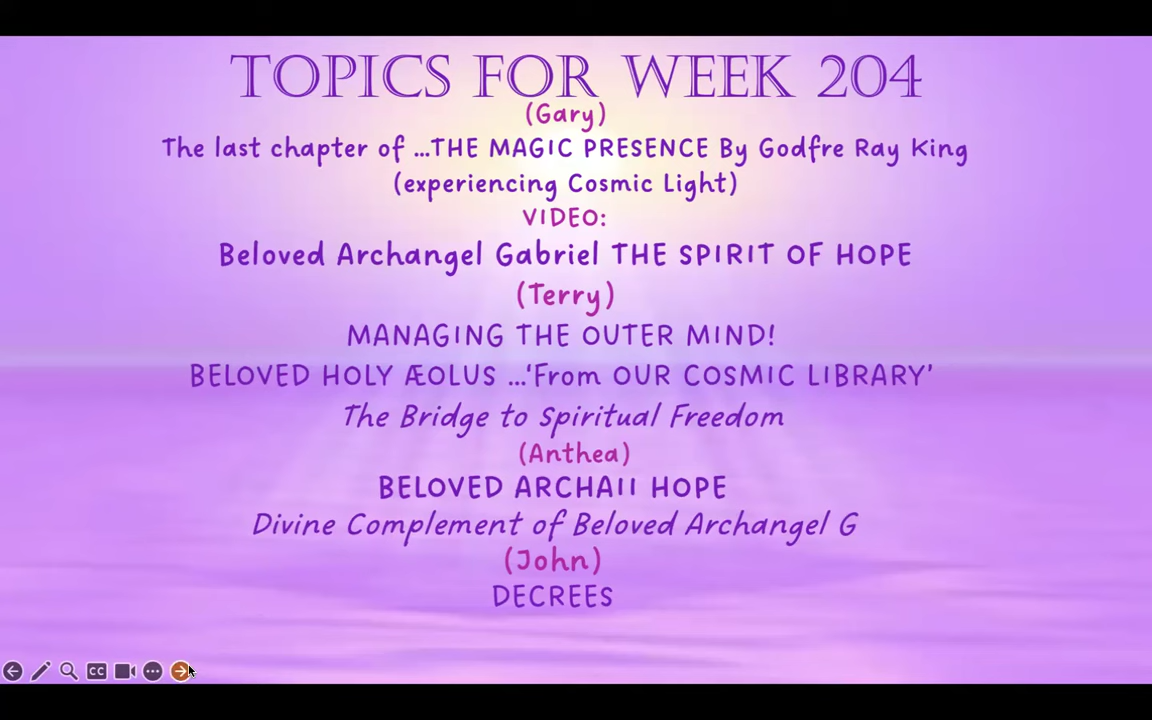 TOPICS FOR WEEK 204
(Gary)
The last chapter of ...THE MAGIC PRESENCE By Godfre Ray King
(experiencing Cosmic Light)
VIDEO:
Beloved Archangel Gabriel THE SPIRIT OF HOPE
(Terry)
MANAGING THE OUTER MIND!
BELOVED HOLY ÆOLUS ...‘From OUR COSMIC LIBRARY’
The Bridge to Spiritual Freedom
(Anthea)
BELOVED ARCHAII HOPE
Divine Complement of Beloved Archangel G
(John)
DECREES
CC